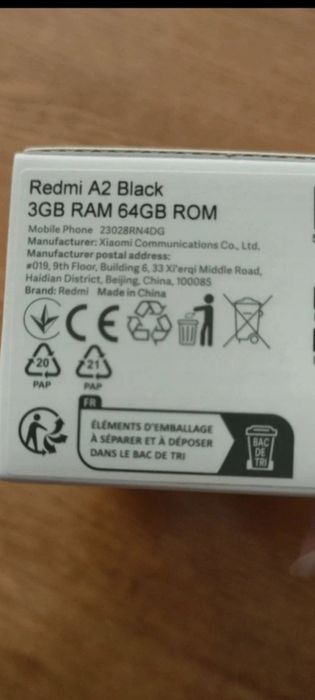 Redmi A2 Black
3GB RAM 64GB ROM
Mobile Phone 23028RN4DG
Manufacturer: Xiaomi Communications Co., Ltd.
Manufacturer postal address:
#019, 9th Floor, Building 6, 33 Xi'erqi Middle Road,
Haidian District, Beijing, China, 100085
Brand: Redmi Made in China
CE
20 21
PAP PAP
FR
ÉLÉMENTS D'EMBALLAGE
À SÉPARER ET À DÉPOSER
DANS LE BAC DE TRI
BAC
DE
TRI